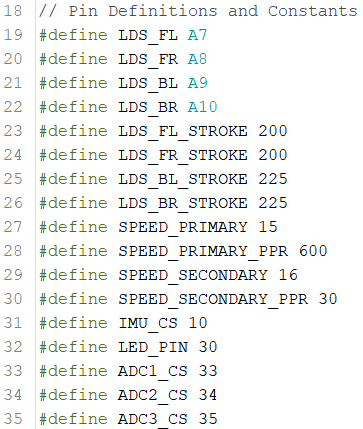 18 // Pin Definitions and Constants
19 #define LDS_FL A7
20 #define LDS_FR A8
21 #define LDS_BL A9
22 #define LDS_BR A10
23 #define LDS_FL_STROKE 200
24 #define LDS_FR_STROKE 200
25 #define LDS_BL_STROKE 225
26 #define LDS_BR_STROKE 225
27 #define SPEED_PRIMARY 15
28 #define SPEED_PRIMARY_PPR 600
29 #define SPEED_SECONDARY 16
30 #define SPEED_SECONDARY_PPR 30
31 #define IMU_CS 10
32 #define LED_PIN 30
33 #define ADC1_CS 33
34 #define ADC2_CS 34
35 #define ADC3_CS 35